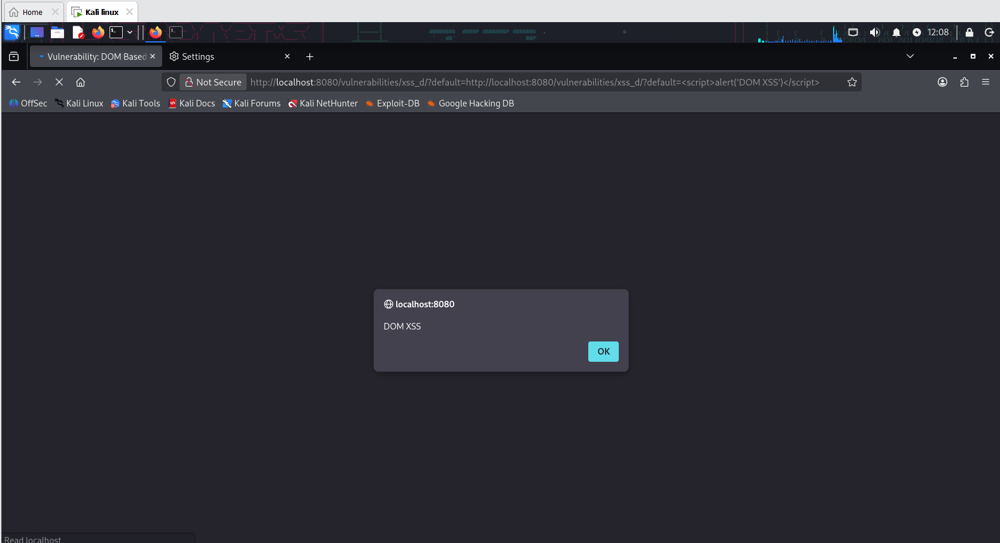 Home
Kali linux
12:08
Vulnerability: DOM Based
Settings
Not Secure
http://localhost:8080/vulnerabilities/xss_d/?default=http://localhost:8080/vulnerabilities/xss_d/?default=<script>alert('DOM XSS')</script>
OffSec
Kali Linux
Kali Tools
Kali Docs
Kali Forums
Kali NetHunter
Exploit-DB
Google Hacking DB
localhost:8080
DOM XSS
OK
Read localhost